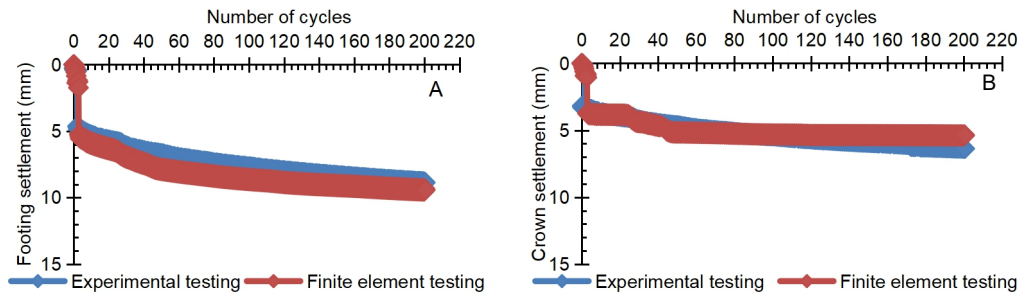 Number of cycles
0 20 40 60 80 100 120 140 160 180 200 220
0
5
10
15
Footing settlement (mm)
A
Experimental testing Finite element testing
Number of cycles
0 20 40 60 80 100 120 140 160 180 200 220
0
5
10
15
Crown settlement (mm)
B
Experimental testing Finite element testing